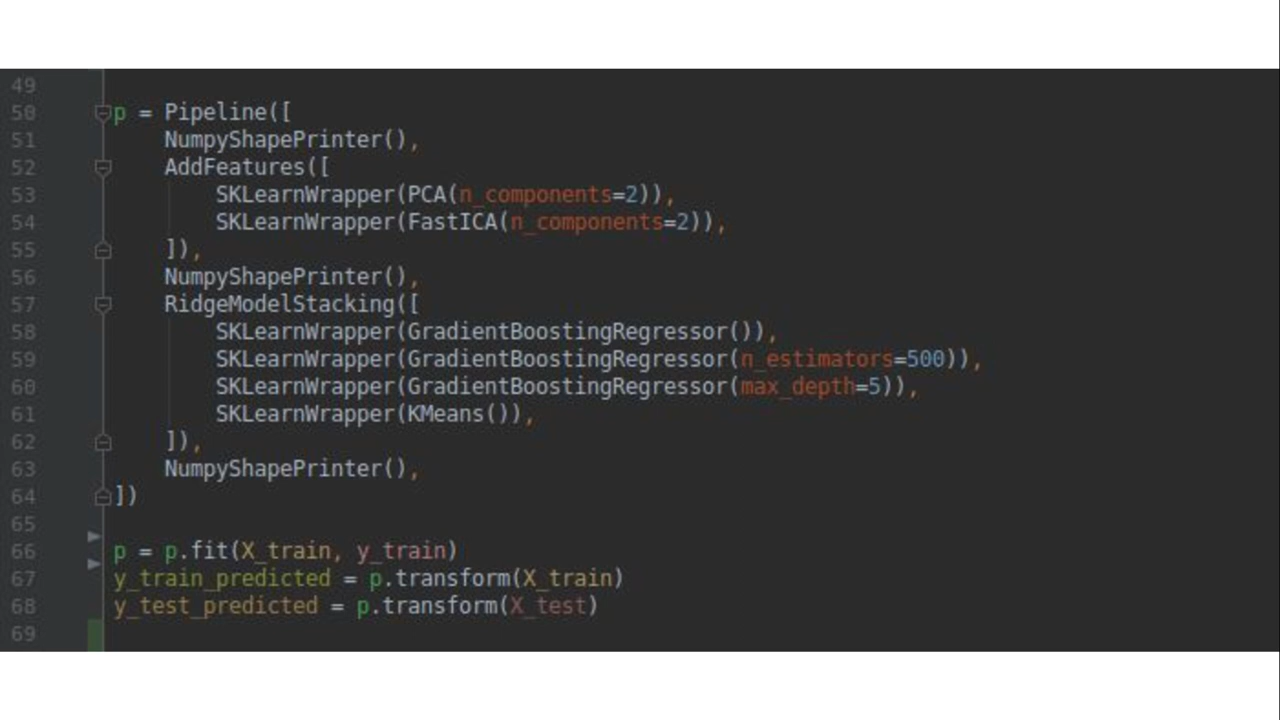 49
50 p = Pipeline([
51     NumpyShapePrinter(),
52     AddFeatures([
53         SKLearnWrapper(PCA(n_components=2)),
54         SKLearnWrapper(FastICA(n_components=2)),
55     ]),
56     NumpyShapePrinter(),
57     RidgeModelStacking([
58         SKLearnWrapper(GradientBoostingRegressor()),
59         SKLearnWrapper(GradientBoostingRegressor(n_estimators=500)),
60         SKLearnWrapper(GradientBoostingRegressor(max_depth=5)),
61         SKLearnWrapper(KMeans()),
62     ]),
63     NumpyShapePrinter(),
64 ])
65
66 p = p.fit(X_train, y_train)
67 y_train_predicted = p.transform(X_train)
68 y_test_predicted = p.transform(X_test)
69